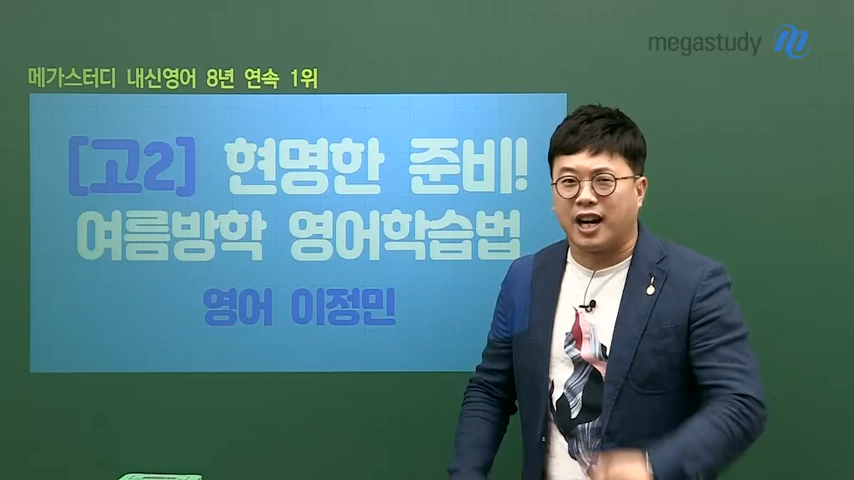 megastudy
메가스터디 내신영어 8년 연속 1위
[고2] 현명한 준비!
여름방학 영어학습법
영어 이정민